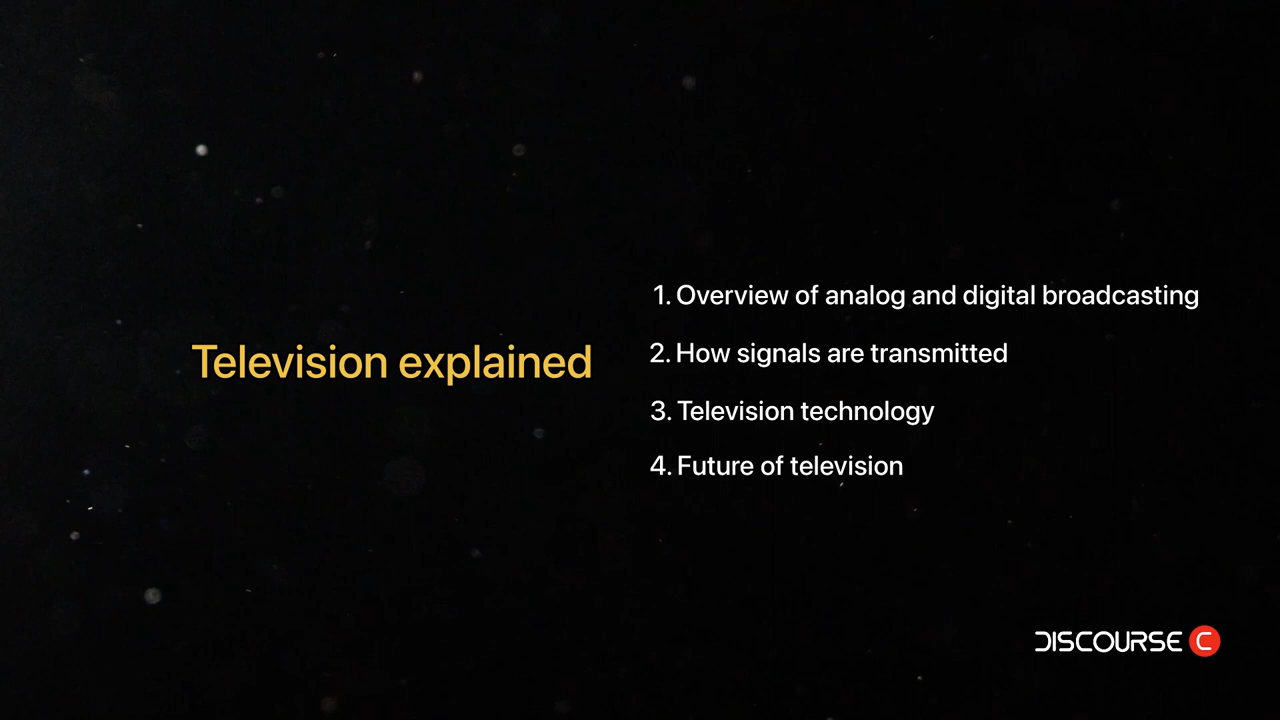 Television explained
1. Overview of analog and digital broadcasting
2. How signals are transmitted
3. Television technology
4. Future of television
DISCOURSE C